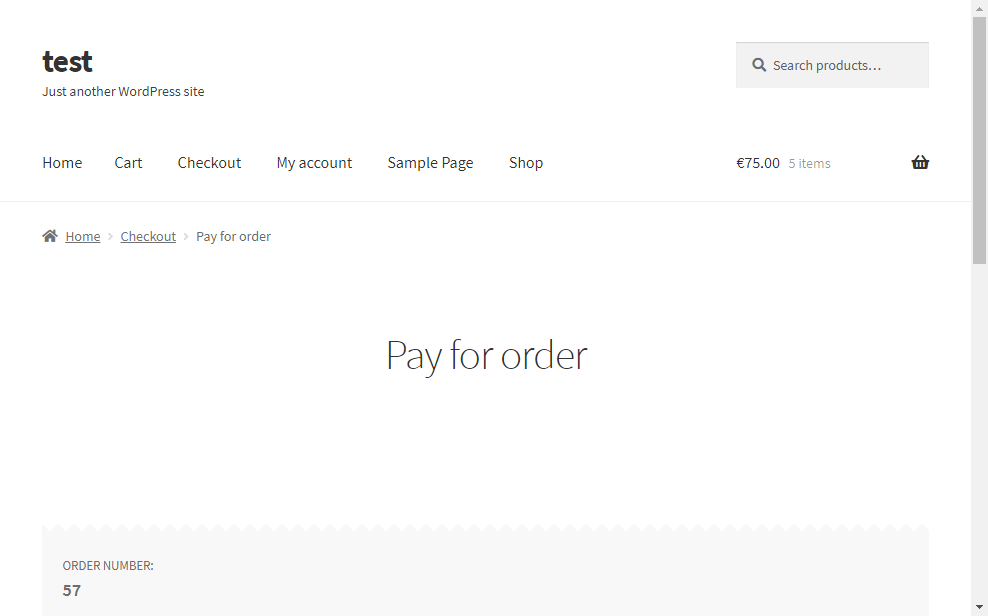 test
Just another WordPress site
Search products…
Home Cart Checkout My account Sample Page Shop
€75.00 5 items
Home Checkout Pay for order
Pay for order
ORDER NUMBER:
57